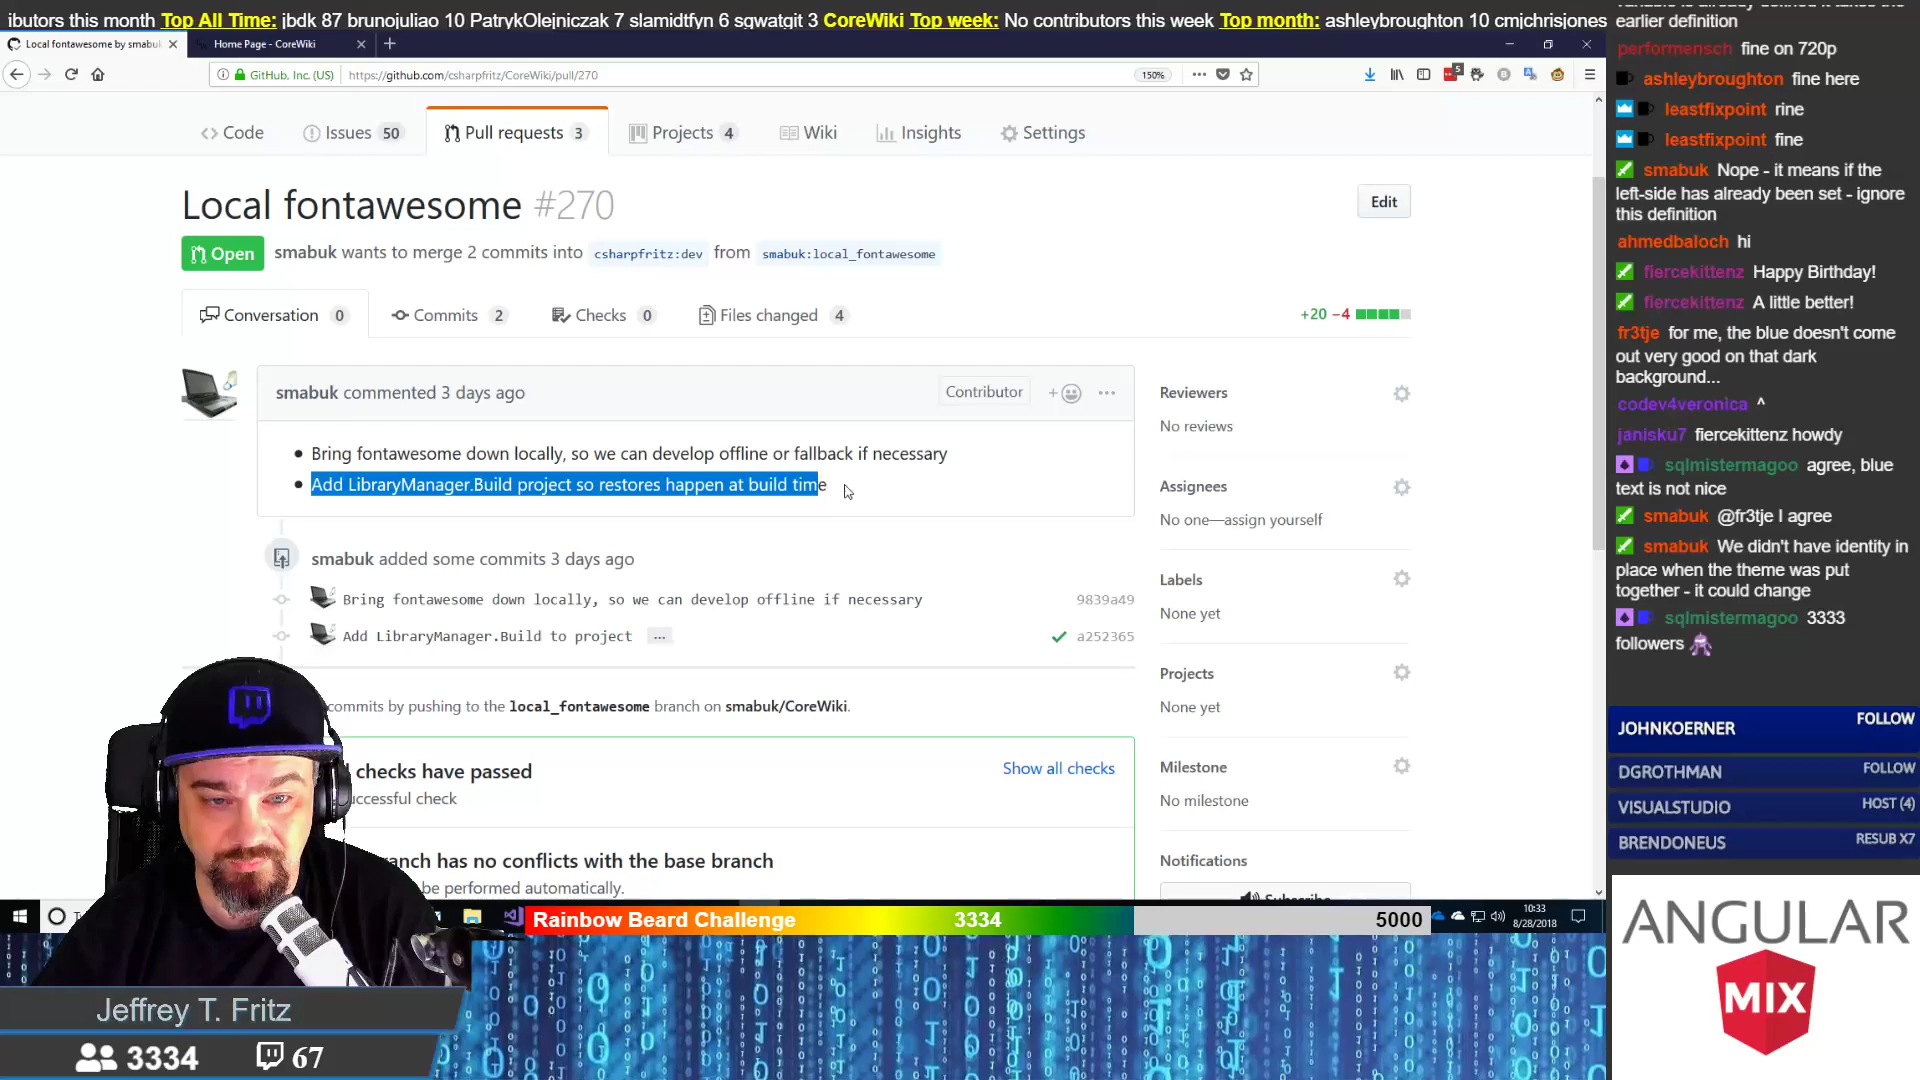 ibutors this month Top All Time: jbdk 87 brunojuliao 10 PatrykOlejniczak 7 slamidtfyn 6 sgwatgit 3 CoreWiki Top week: No contributors this week Top month: ashleybroughton 10 cmjchrisjones
Local fontawesome by smabuk
Home Page - CoreWiki
GitHub, Inc. (US)
https://github.com/csharpfritz/CoreWiki/pull/270
150%
5
Code
Issues 50
Pull requests 3
Projects 4
Wiki
Insights
Settings
Local fontawesome #270
Edit
Open
smabuk wants to merge 2 commits into csharpfritz:dev from smabuk:local_fontawesome
Conversation 0
Commits 2
Checks 0
Files changed 4
+20 −4
smabuk commented 3 days ago
Contributor
Bring fontawesome down locally, so we can develop offline or fallback if necessary
Add LibraryManager.Build project so restores happen at build time
smabuk added some commits 3 days ago
Bring fontawesome down locally, so we can develop offline if necessary 9839a49
Add LibraryManager.Build to project ... a252365
commits by pushing to the local_fontawesome branch on smabuk/CoreWiki.
checks have passed
Show all checks
uccessful check
anch has no conflicts with the base branch
be performed automatically.
Reviewers
No reviews
Assignees
No one—assign yourself
Labels
None yet
Projects
None yet
Milestone
No milestone
Notifications
Subscribe
earlier definition
performensch fine on 720p
ashleybroughton fine here
leastfixpoint rine
leastfixpoint fine
smabuk Nope - it means if the
left-side has already been set - ignore
this definition
ahmedbaloch hi
fiercekittenz Happy Birthday!
fiercekittenz A little better!
fr3tje for me, the blue doesn't come
out very good on that dark
background...
codev4veronica ^
janisku7 fiercekittenz howdy
sqlmistermagoo agree, blue
text is not nice
smabuk @fr3tje I agree
smabuk We didn't have identity in
place when the theme was put
together - it could change
sqlmistermagoo 3333
followers
JOHNKOERNER FOLLOW
DGROTHMAN FOLLOW
VISUALSTUDIO HOST (4)
BRENDONEUS RESUB X7
ANGULAR
MIX
Rainbow Beard Challenge 3334 5000
10:33
8/28/2018
Jeffrey T. Fritz
3334
67